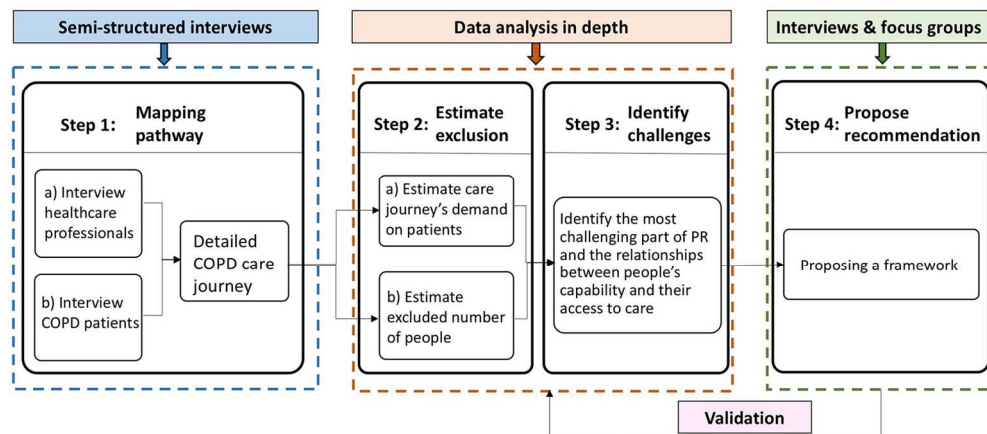 Semi-structured interviews
Data analysis in depth
Interviews & focus groups
Step 1: Mapping
pathway
a) Interview
healthcare
professionals
b) Interview
COPD patients
Detailed
COPD care
journey
Step 2: Estimate
exclusion
a) Estimate care
journey's demand
on patients
b) Estimate
excluded number
of people
Step 3: Identify
challenges
Identify the most
challenging part of PR
and the relationships
between people's
capability and their
access to care
Step 4: Propose
recommendation
Proposing a framework
Validation